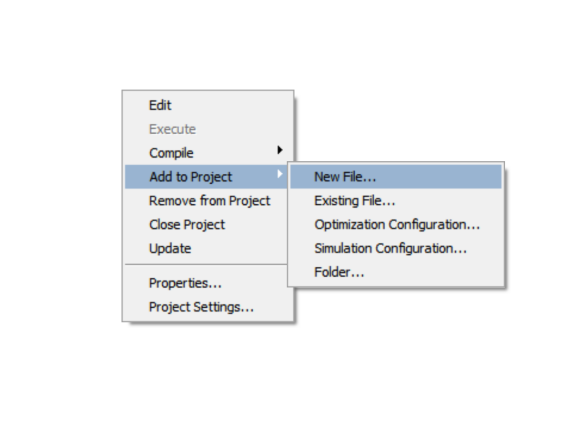 Edit
Execute
Compile
Add to Project
Remove from Project
Close Project
Update
Properties...
Project Settings...
New File...
Existing File...
Optimization Configuration...
Simulation Configuration...
Folder...